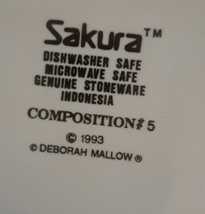 Sakura™
DISHWASHER SAFE
MICROWAVE SAFE
GENUINE STONEWARE
INDONESIA
COMPOSITION# 5
© 1993
© DEBORAH MALLOW®